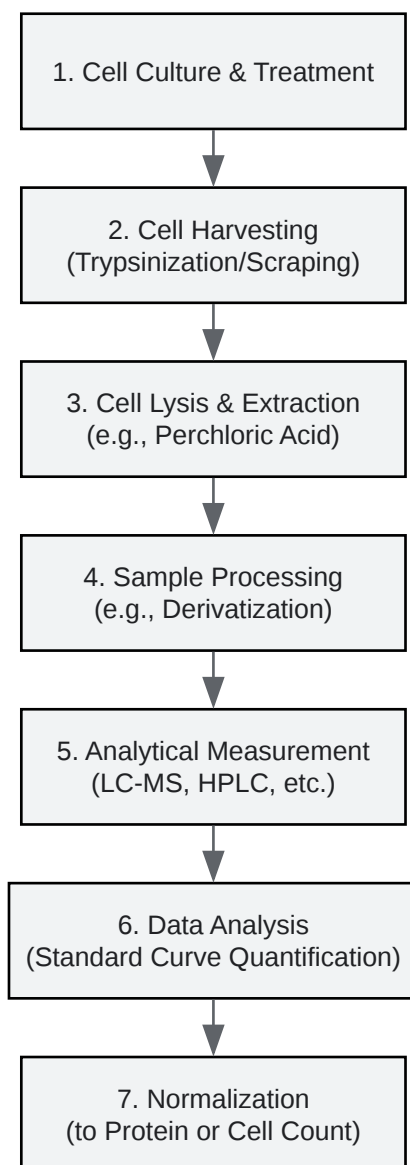 1. Cell Culture & Treatment
2. Cell Harvesting
(Trypsinization/Scraping)
3. Cell Lysis & Extraction
(e.g., Perchloric Acid)
4. Sample Processing
(e.g., Derivatization)
5. Analytical Measurement
(LC-MS, HPLC, etc.)
6. Data Analysis
(Standard Curve Quantification)
7. Normalization
(to Protein or Cell Count)